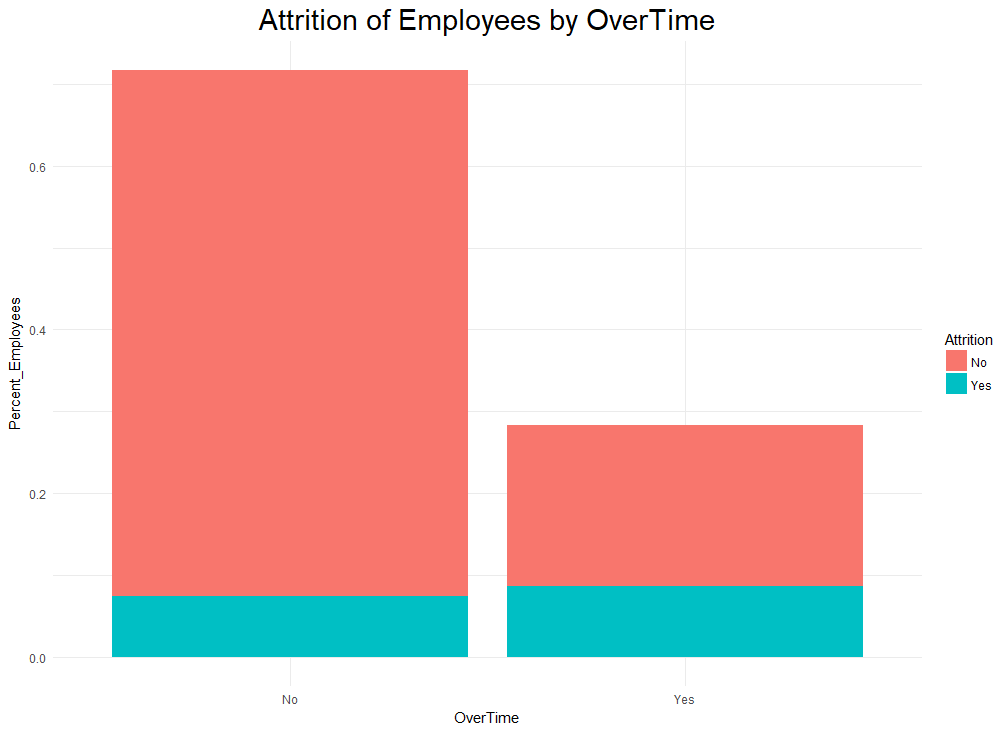 Attrition of Employees by OverTime
Percent_Employees
0.6
0.4
0.2
0.0
No
Yes
OverTime
Attrition
No
Yes